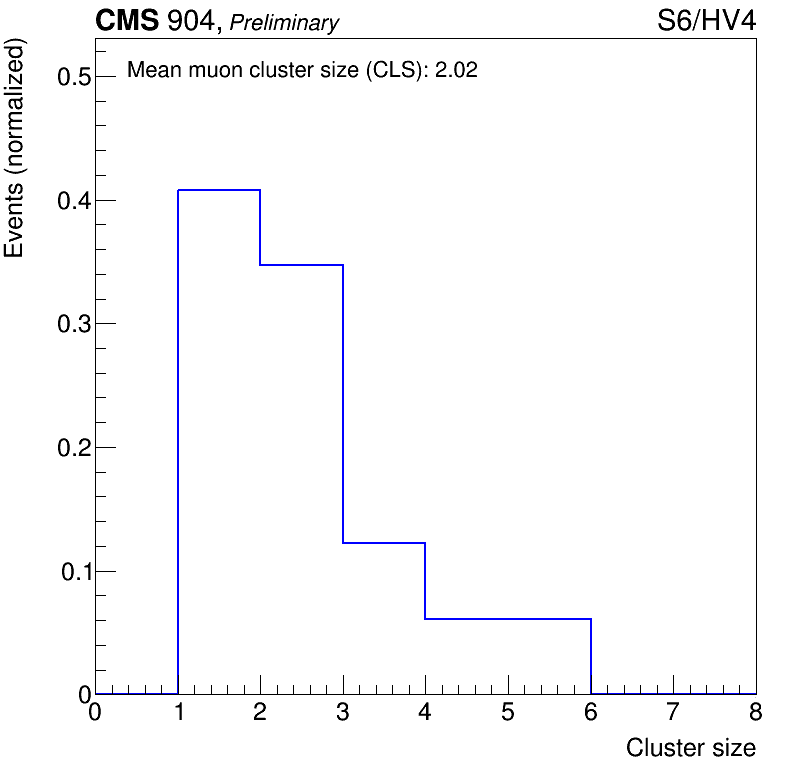 CMS 904, Preliminary S6/HV4
Events (normalized)
Mean muon cluster size (CLS): 2.02
0.5
0.4
0.3
0.2
0.1
0
0 1 2 3 4 5 6 7 8
Cluster size